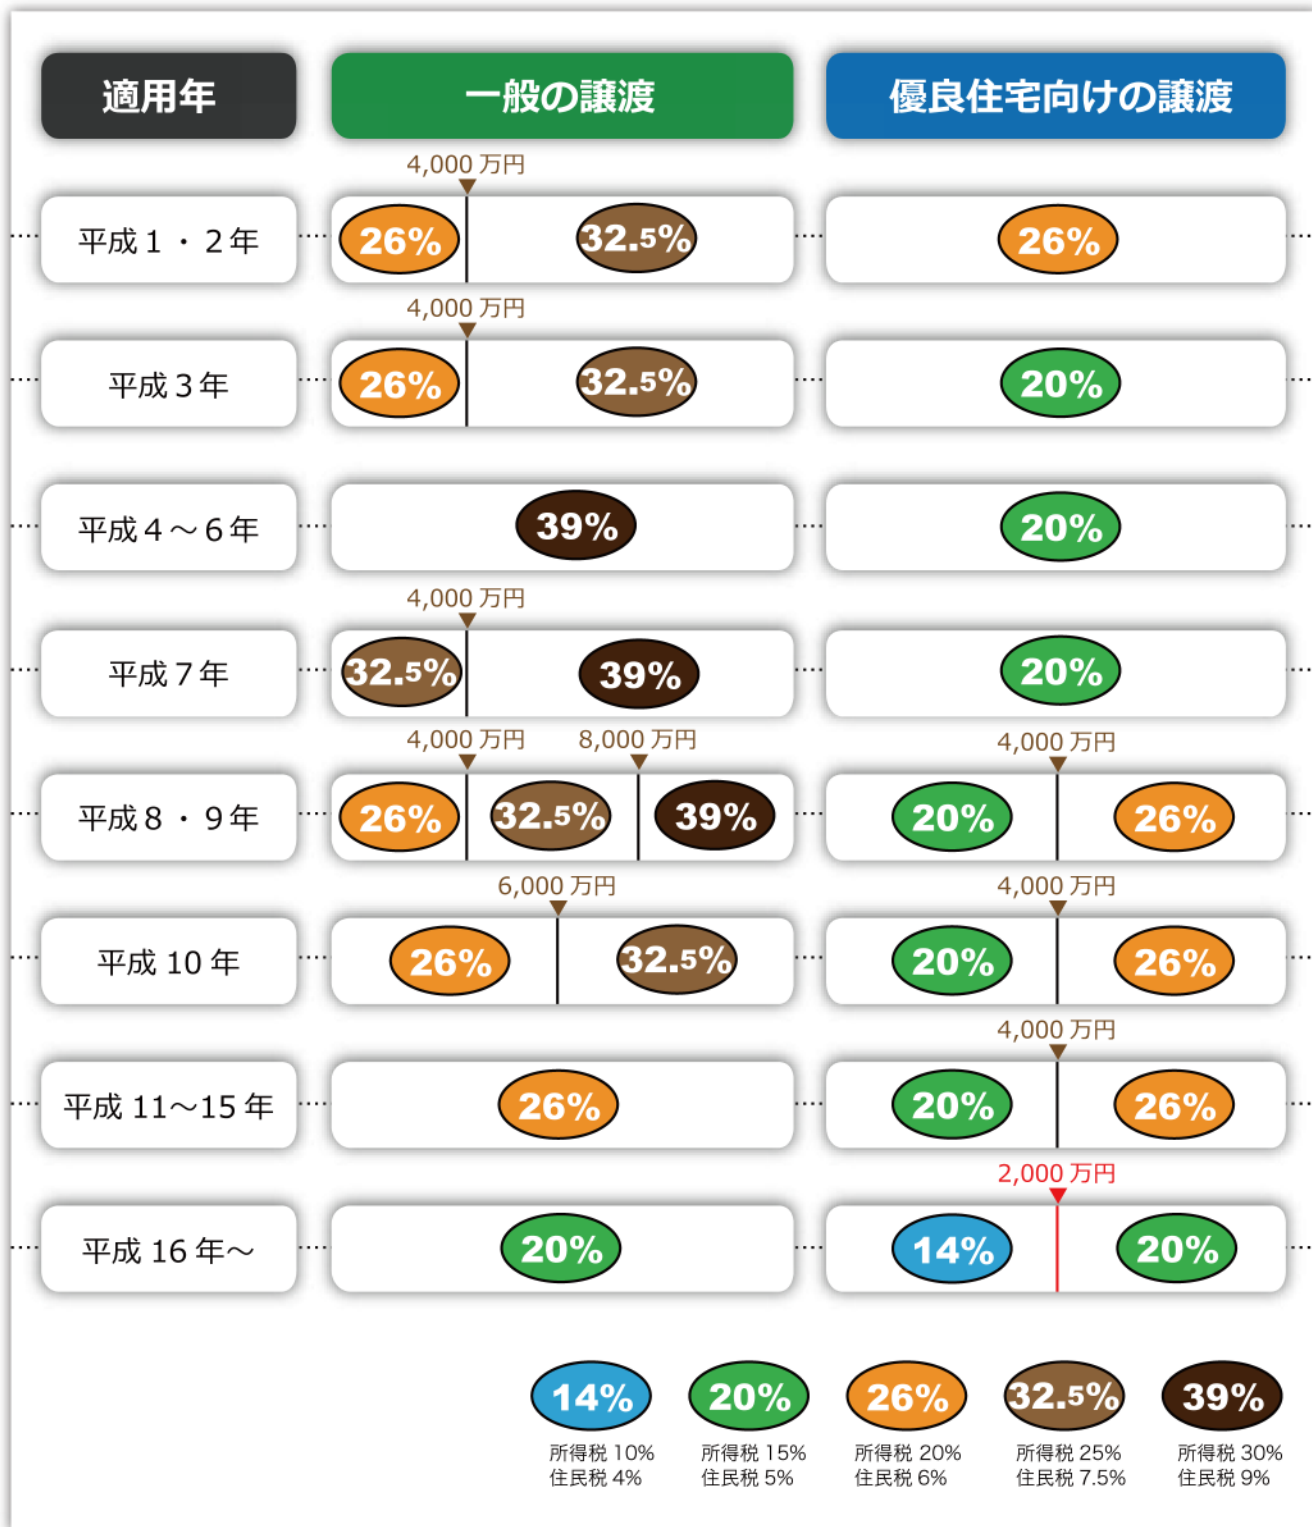 適用年 一般の譲渡 優良住宅向けの譲渡
4,000 万円
平成 1 ・ 2 年 26% 32.5% 26%
4,000 万円
平成 3 年 26% 32.5% 20%
平成 4 ～ 6 年 39% 20%
4,000 万円
平成 7 年 32.5% 39% 20%
4,000 万円 8,000 万円 4,000 万円
平成 8 ・ 9 年 26% 32.5% 39% 20% 26%
6,000 万円 4,000 万円
平成 10 年 26% 32.5% 20% 26%
4,000 万円
平成 11～15 年 26% 20% 26%
2,000 万円
平成 16 年～ 20% 14% 20%
14% 20% 26% 32.5% 39%
所得税 10% 所得税 15% 所得税 20% 所得税 25% 所得税 30%
住民税 4% 住民税 5% 住民税 6% 住民税 7.5% 住民税 9%